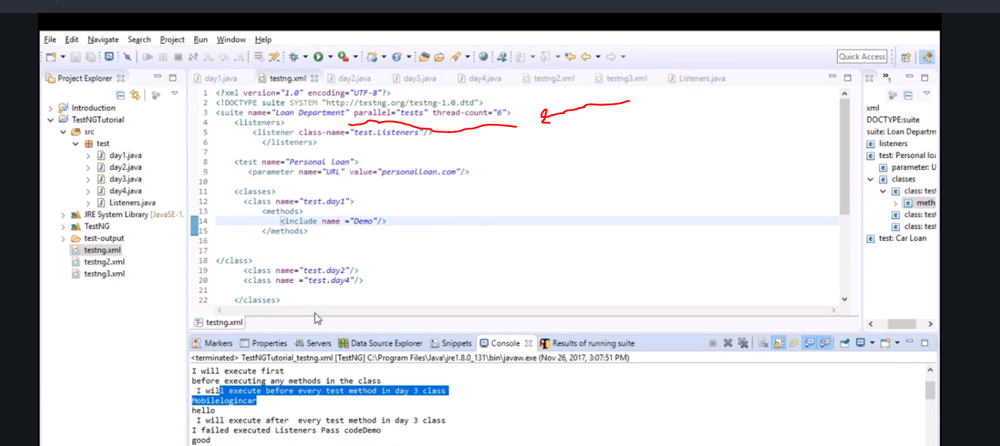 File Edit Navigate Search Project Run Window Help
Quick Access
Project Explorer
Introduction
TestNGTutorial
src
test
day1.java
day2.java
day3.java
day4.java
Listeners.java
JRE System Library [JavaSE-1.
TestNG
test-output
testng.xml
testng2.xml
testng3.xml
day1.java testng.xml day2.java day3.java day4.java testng2.xml testng3.xml Listeners.java
1 <?xml version="1.0" encoding="UTF-8"?>
2 <!DOCTYPE suite SYSTEM "http://testng.org/testng-1.0.dtd">
3 <suite name="Loan Department" parallel="tests" thread-count="6">
4 <listeners>
5 <listener class-name="test.Listeners"/>
6 </listeners>
7
8 <test name="Personal loan">
9 <parameter name="URL" value="personalloan.com"/>
10
11 <classes>
12 <class name="test.day1">
13 <methods>
14 <include name ="Demo"/>
15 </methods>
16
17
18 </class>
19 <class name="test.day2"/>
20 <class name ="test.day4"/>
21
22 </classes>
testng.xml
1
xml
DOCTYPE:suite
suite: Loan Departm
listeners
test: Personal loa
parameter: U
classes
class: test
meth
class: test
class: test
test: Car Loan
Markers Properties Servers Data Source Explorer Snippets Console Results of running suite
<terminated> TestNGTutorial_testng.xml [TestNG] C:\Program Files\Java\jre1.8.0_131\bin\javaw.exe (Nov 26, 2017, 3:07:51 PM)
I will execute first
before executing any methods in the class
I will execute before every test method in day 3 class
Mobilelogincar
hello
I will execute after every test method in day 3 class
I failed executed Listeners Pass codeDemo
good